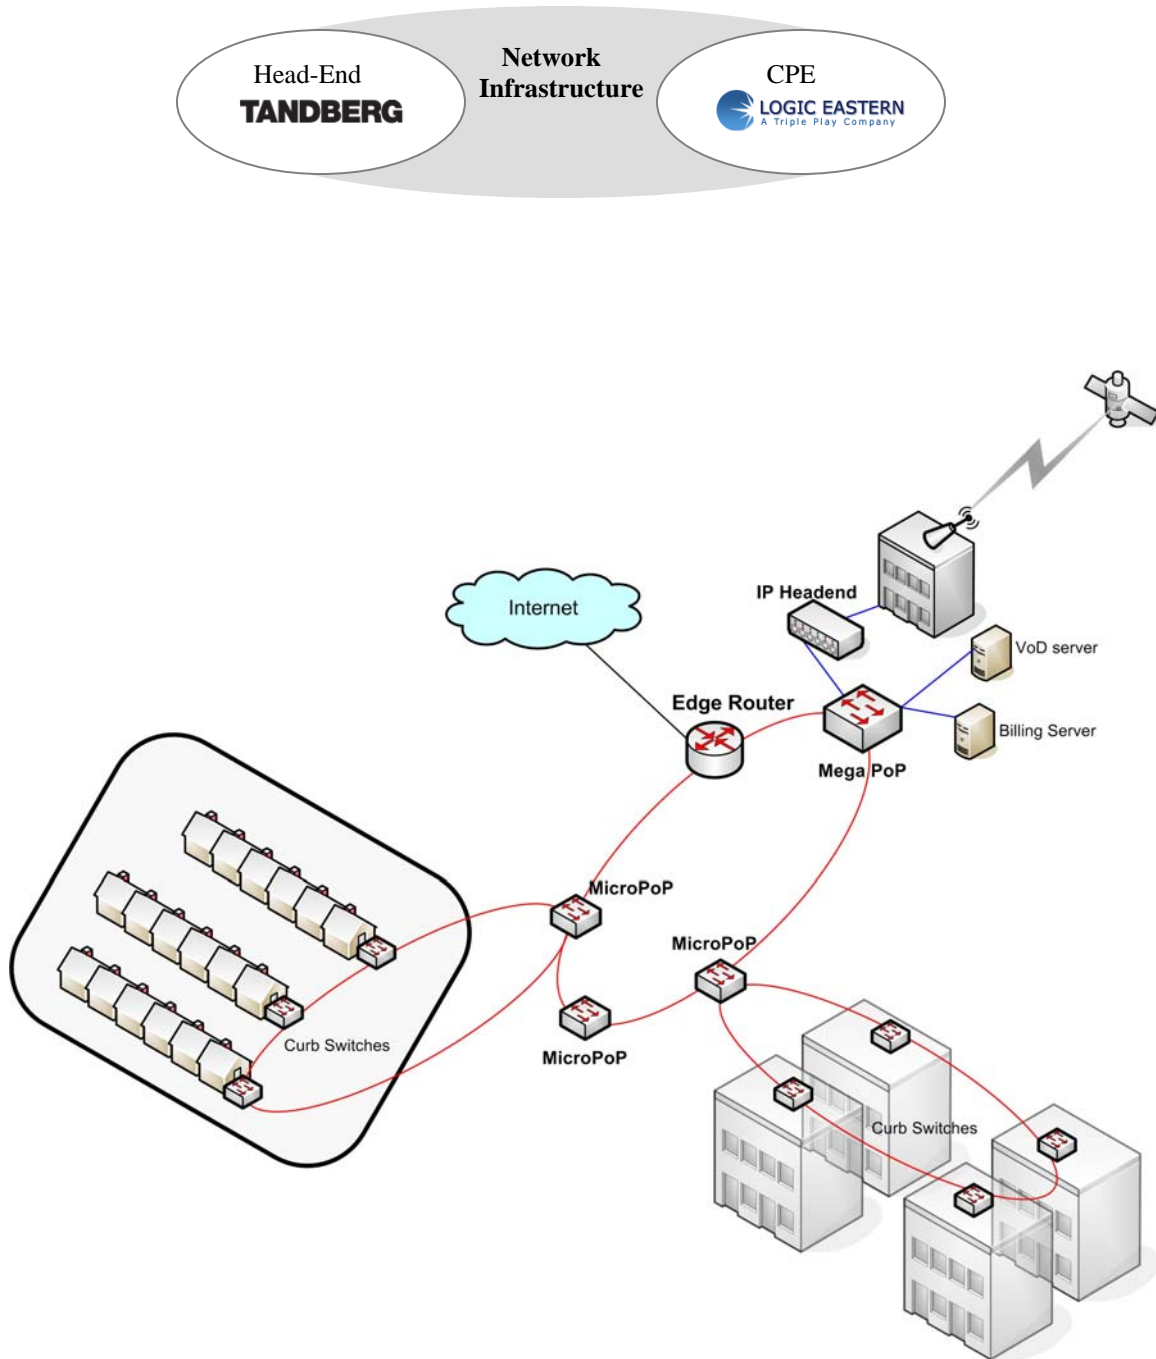 Head-End
TANDBERG
Network
Infrastructure
CPE
LOGIC EASTERN
A Triple Play Company
IP Headend
Internet
VoD server
Edge Router
Billing Server
Mega PoP
MicroPoP
MicroPoP
Curb Switches
MicroPoP
Curb Switches